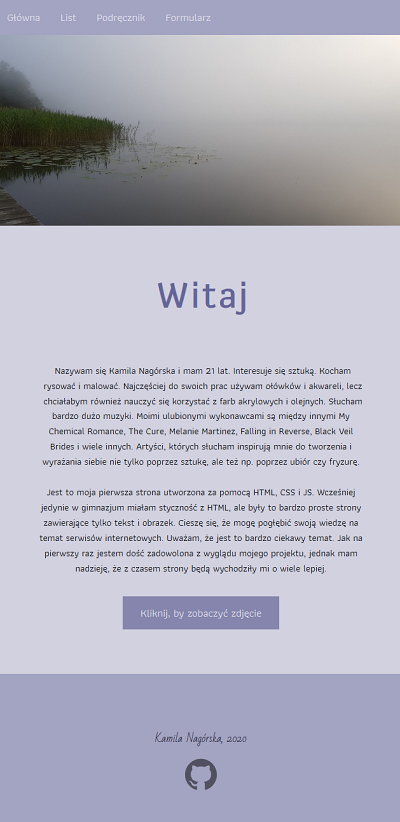 Główna List Podręcznik Formularz
Witaj
Nazywam się Kamila Nagórska i mam 21 lat. Interesuje się sztuką. Kocham
rysować i malować. Najczęściej do swoich prac używam ołówków i akwareli, lecz
chciałabym również nauczyć się korzystać z farb akrylowych i olejnych. Słucham
bardzo dużo muzyki. Moimi ulubionymi wykonawcami są między innymi My
Chemical Romance, The Cure, Melanie Martinez, Falling in Reverse, Black Veil
Brides i wiele innych. Artyści, których słucham inspirują mnie do tworzenia i
wyrażania siebie nie tylko poprzez sztukę, ale też np. poprzez ubiór czy fryzurę.
Jest to moja pierwsza strona utworzona za pomocą HTML, CSS i JS. Wcześniej
jedynie w gimnazjum miałam styczność z HTML, ale były to bardzo proste strony
zawierające tylko tekst i obrazek. Cieszę się, że mogę pogłębić swoją wiedzę na
temat serwisów internetowych. Uważam, że jest to bardzo ciekawy temat. Jak na
pierwszy raz jestem dość zadowolona z wyglądu mojego projektu, jednak mam
nadzieję, że z czasem strony będą wychodziły mi o wiele lepiej.
Kliknij, by zobaczyć zdjęcie
Kamila Nagórska, 2020